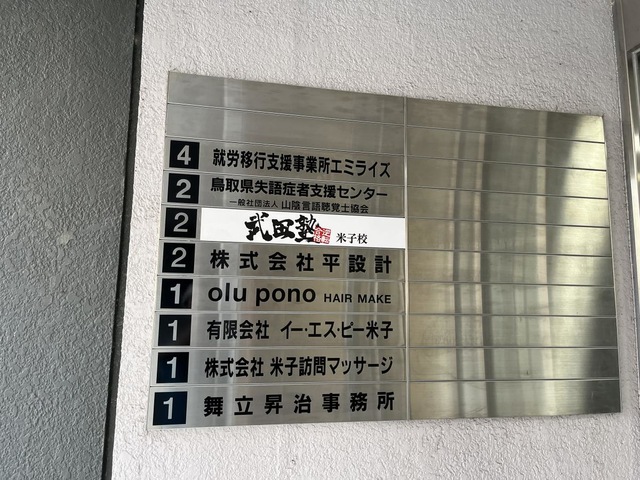 4 就労移行支援事業所エミライズ
2 鳥取県失語症者支援センター
一般社団法人 山陰言語聴覚士協会
2 武田塾 逆転合格 米子校
2 株式会社平設計
1 olu pono HAIR MAKE
1 有限会社 イー・エス・ピー米子
1 株式会社 米子訪問マッサージ
1 舞立昇治事務所